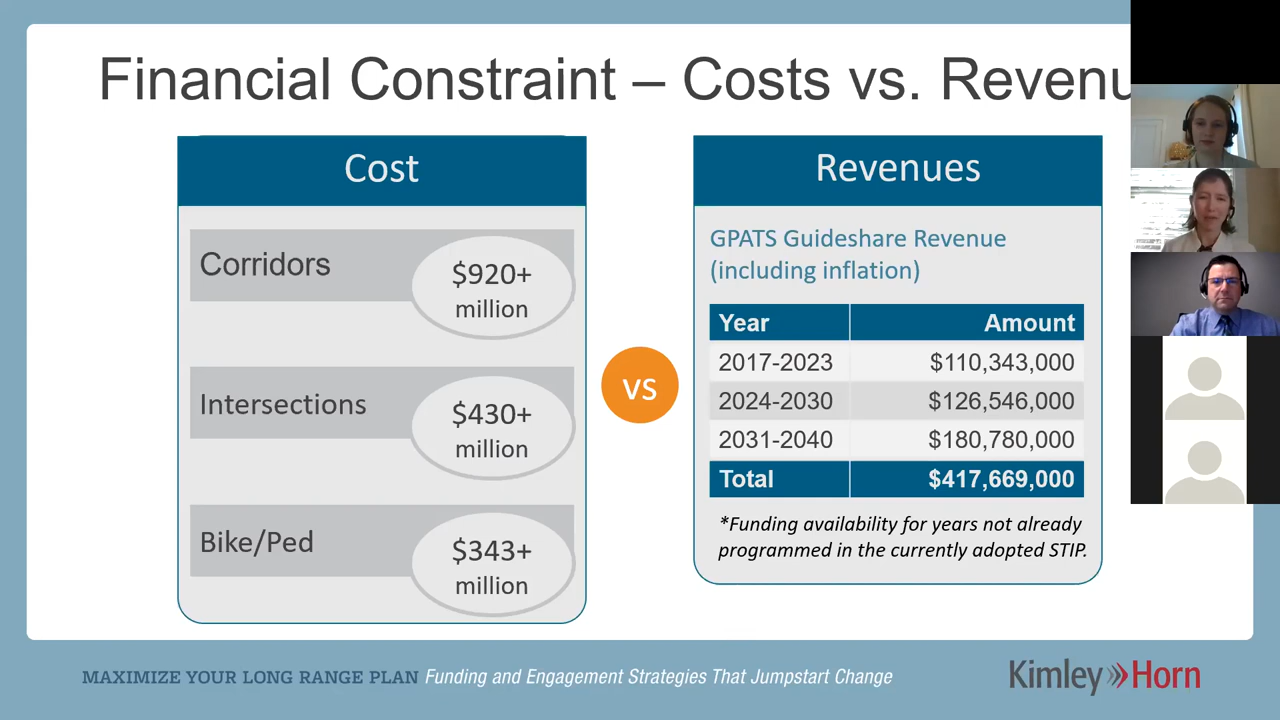 Financial Constraint – Costs vs. Revenu
Cost
Corridors
$920+
million
Intersections
$430+
million
Bike/Ped
$343+
million
vs
Revenues
GPATS Guideshare Revenue
(including inflation)
Year Amount
2017-2023 $110,343,000
2024-2030 $126,546,000
2031-2040 $180,780,000
Total $417,669,000
*Funding availability for years not already
programmed in the currently adopted STIP.
MAXIMIZE YOUR LONG RANGE PLAN Funding and Engagement Strategies That Jumpstart Change
Kimley»Horn